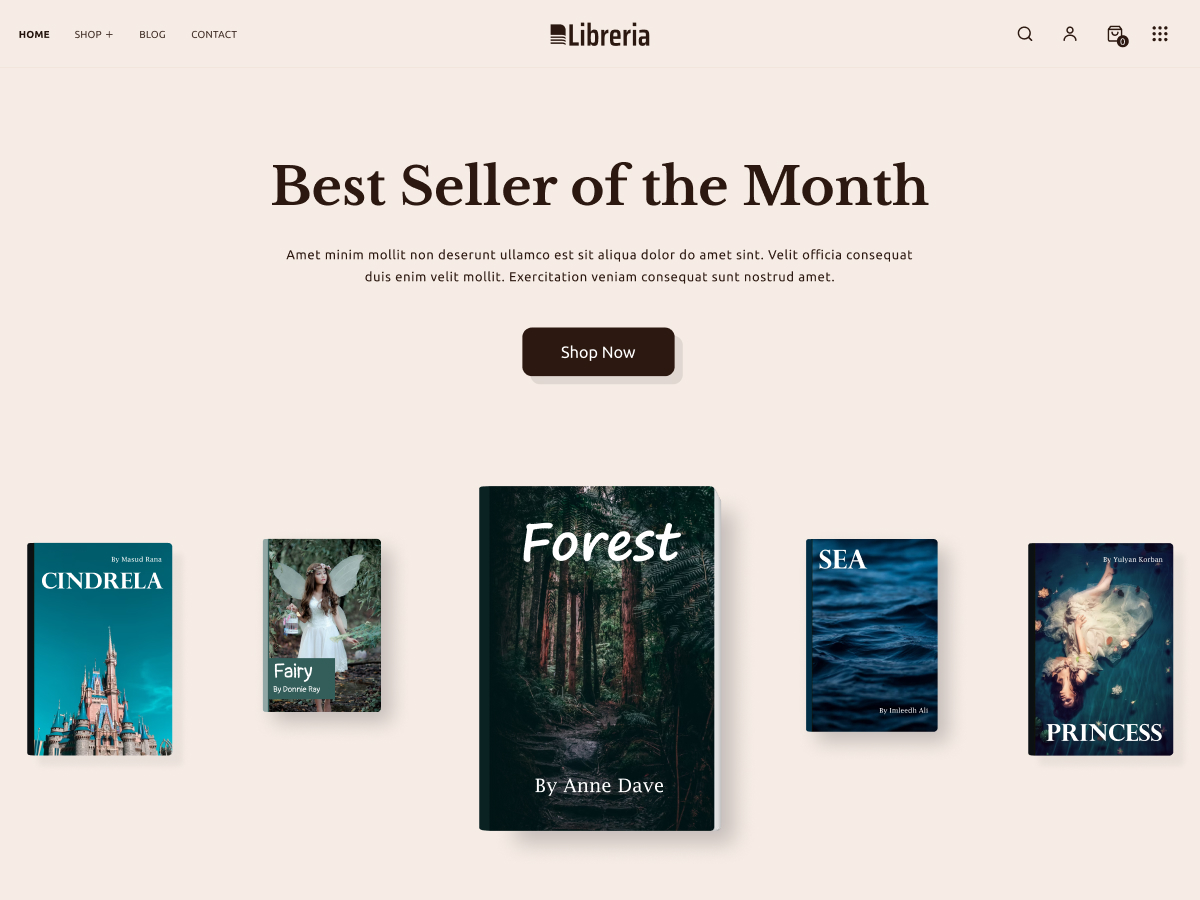 HOME
SHOP +
BLOG
CONTACT
Libreria
0
Best Seller of the Month
Amet minim mollit non deserunt ullamco est sit aliqua dolor do amet sint. Velit officia consequat
duis enim velit mollit. Exercitation veniam consequat sunt nostrud amet.
Shop Now
By Masud Rana
CINDRELA
Fairy
By Donnie Ray
Forest
By Anne Dave
SEA
By Imleedh Ali
By Yulyan Korban
PRINCESS